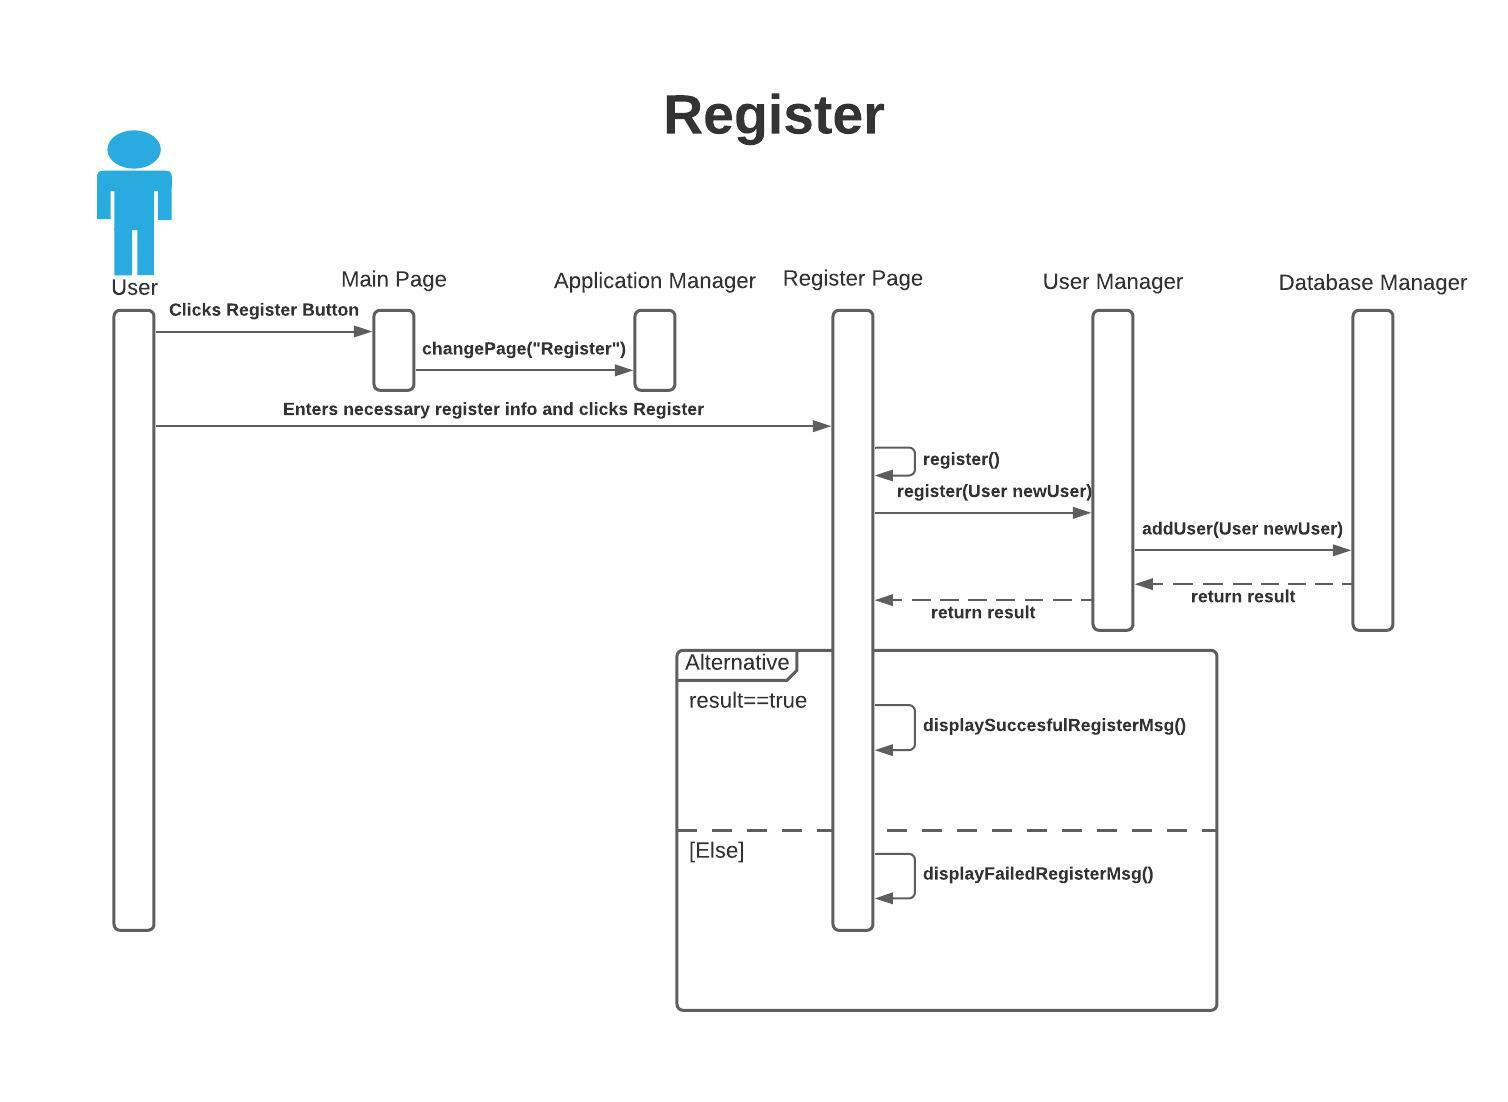 Register
User
Main Page
Application Manager
Register Page
User Manager
Database Manager
Clicks Register Button
changePage("Register")
Enters necessary register info and clicks Register
register()
register(User newUser)
addUser(User newUser)
return result
return result
Alternative
result==true
displaySuccesfulRegisterMsg()
[Else]
displayFailedRegisterMsg()